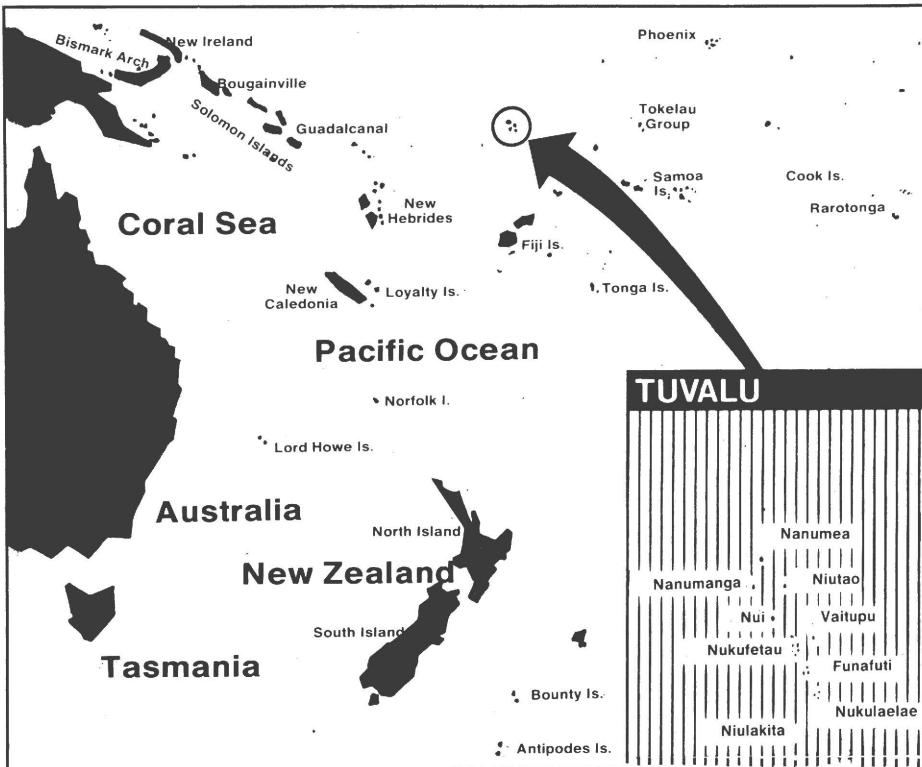 Phoenix
New Ireland
Bismark Arch
Bougainville
Tokelau
Group
Solomon Islands
Guadalcanal
Samoa
Is.
Cook Is.
New
Hebrides
Rarotonga
Coral Sea
Fiji Is.
New
Caledonia
Loyalty Is.
Tonga Is.
Pacific Ocean
TUVALU
Norfolk I.
Lord Howe Is.
Australia
North Island
New Zealand
South Island
Tasmania
Bounty Is.
Antipodes Is.
Nanumea
Nanumanga
Niutao
Nui
Vaitupu
Nukufetau
Funafuti
Nukulaelae
Niulakita